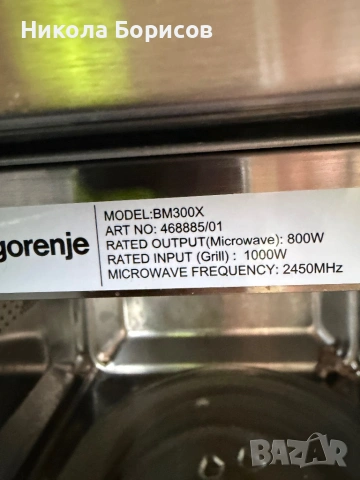 Никола Борисов
gorenje
MODEL:BM300X
ART NO: 468885/01
RATED OUTPUT(Microwave): 800W
RATED INPUT (Grill) : 1000W
MICROWAVE FREQUENCY: 2450MHz
BAZAR